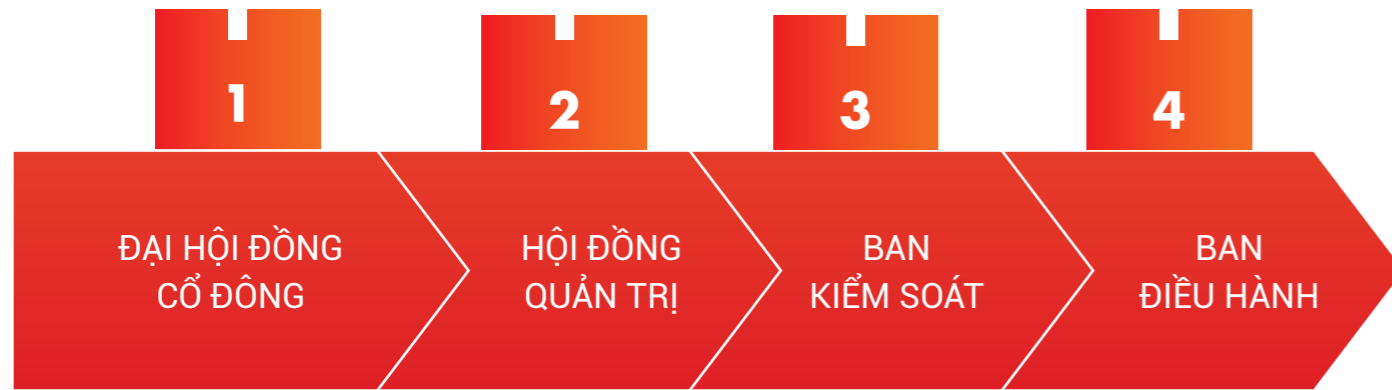 1
ĐẠI HỘI ĐỒNG
CỔ ĐÔNG
2
HỘI ĐỒNG
QUẢN TRỊ
3
BAN
KIỂM SOÁT
4
BAN
ĐIỀU HÀNH